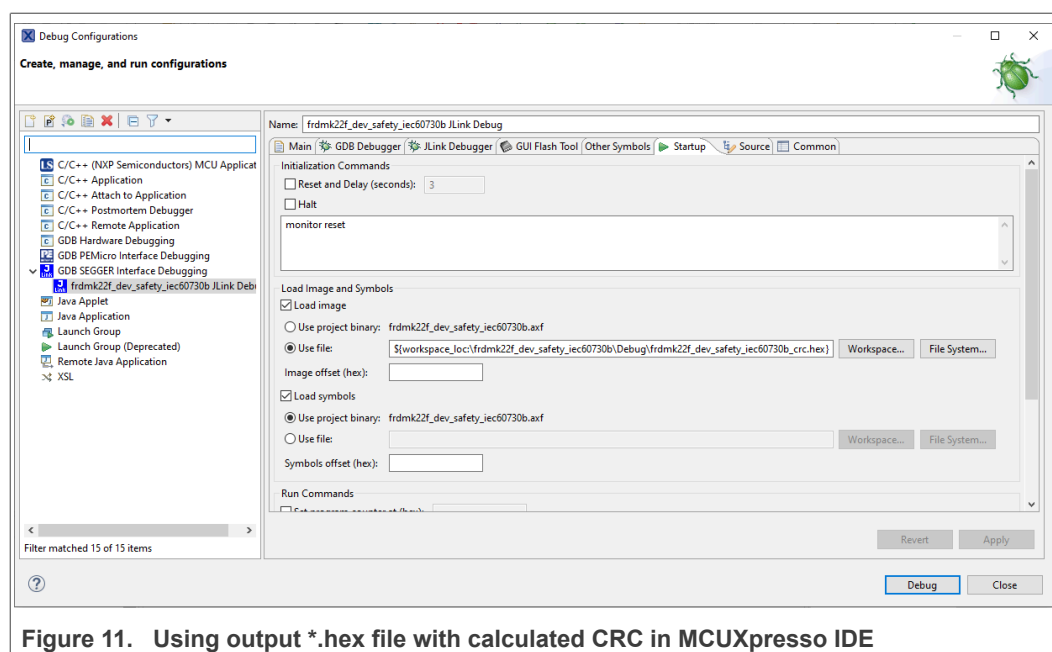 Debug Configurations
Create, manage, and run configurations
Name: frdmk22f_dev_safety_iec60730b JLink Debug
Main GDB Debugger JLink Debugger GUI Flash Tool Other Symbols Startup Source Common
C/C++ (NXP Semiconductors) MCU Applicat
C/C++ Application
C/C++ Attach to Application
C/C++ Postmortem Debugger
C/C++ Remote Application
GDB Hardware Debugging
GDB PEMicro Interface Debugging
GDB SEGGER Interface Debugging
frdmk22f_dev_safety_iec60730b JLink Deb
Java Applet
Java Application
Launch Group
Launch Group (Deprecated)
Remote Java Application
XSL
Filter matched 15 of 15 items
Initialization Commands
Reset and Delay (seconds): 3
Halt
monitor reset
Load Image and Symbols
Load image
Use project binary: frdmk22f_dev_safety_iec60730b.axf
Use file: ${workspace_loc:\frdmk22f_dev_safety_iec60730b\Debug\frdmk22f_dev_safety_iec60730b_crc.hex} Workspace... File System...
Image offset (hex):
Load symbols
Use project binary: frdmk22f_dev_safety_iec60730b.axf
Use file: Workspace... File System...
Symbols offset (hex):
Run Commands
Revert Apply
Debug Close
Figure 11. Using output *.hex file with calculated CRC in MCUXpresso IDE